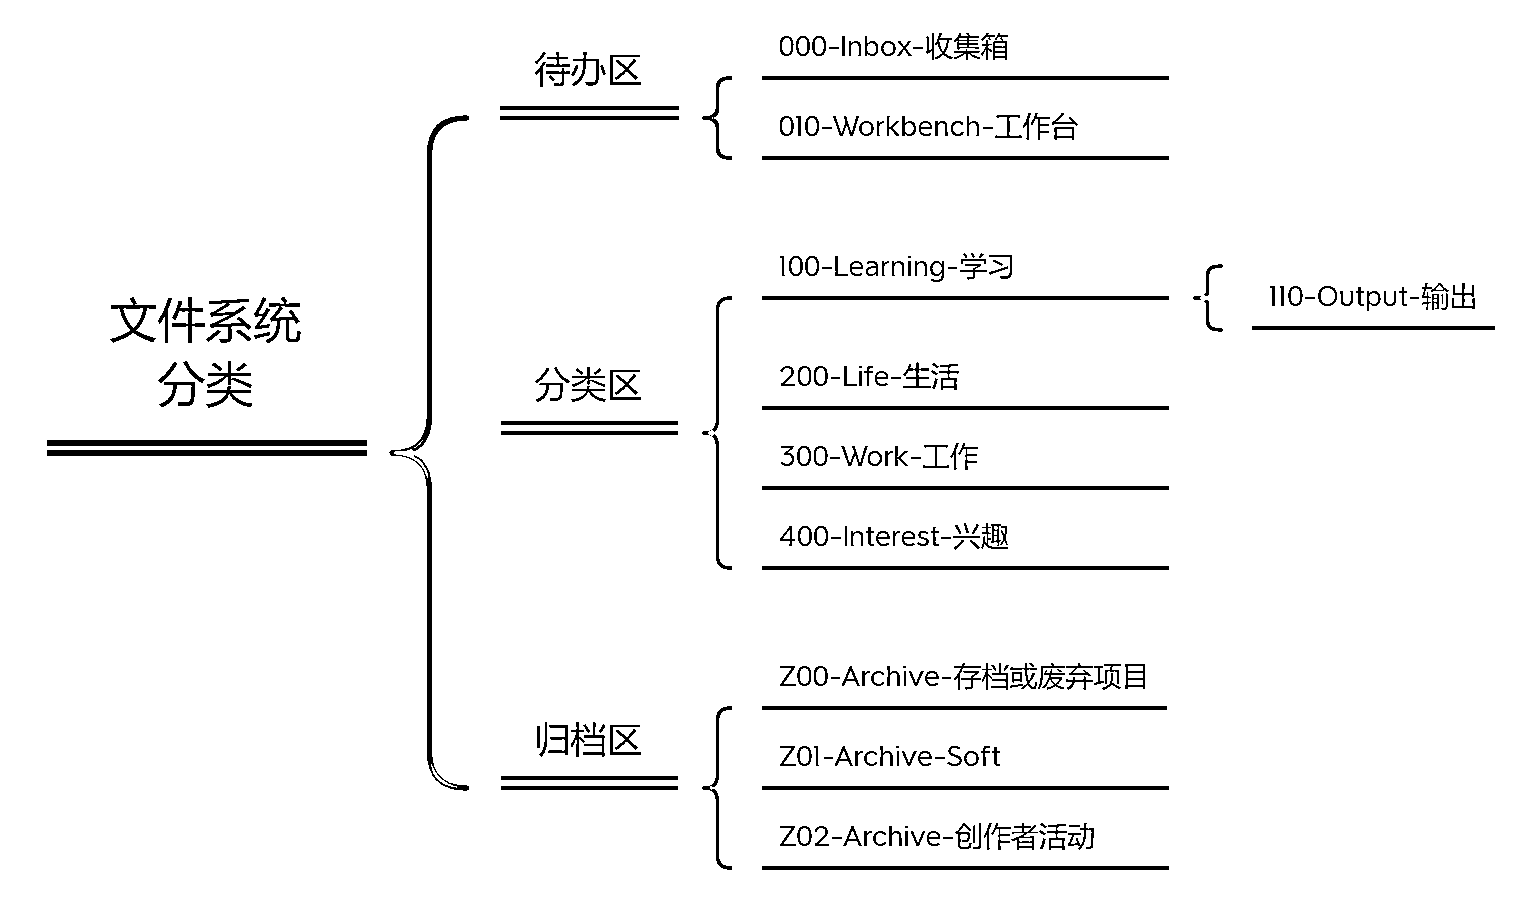 文件系统
分类
待办区
000-Inbox-收集箱
010-Workbench-工作台
分类区
100-Learning-学习
110-Output-输出
200-Life-生活
300-Work-工作
400-Interest-兴趣
归档区
Z00-Archive-存档或废弃项目
Z01-Archive-Soft
Z02-Archive-创作者活动